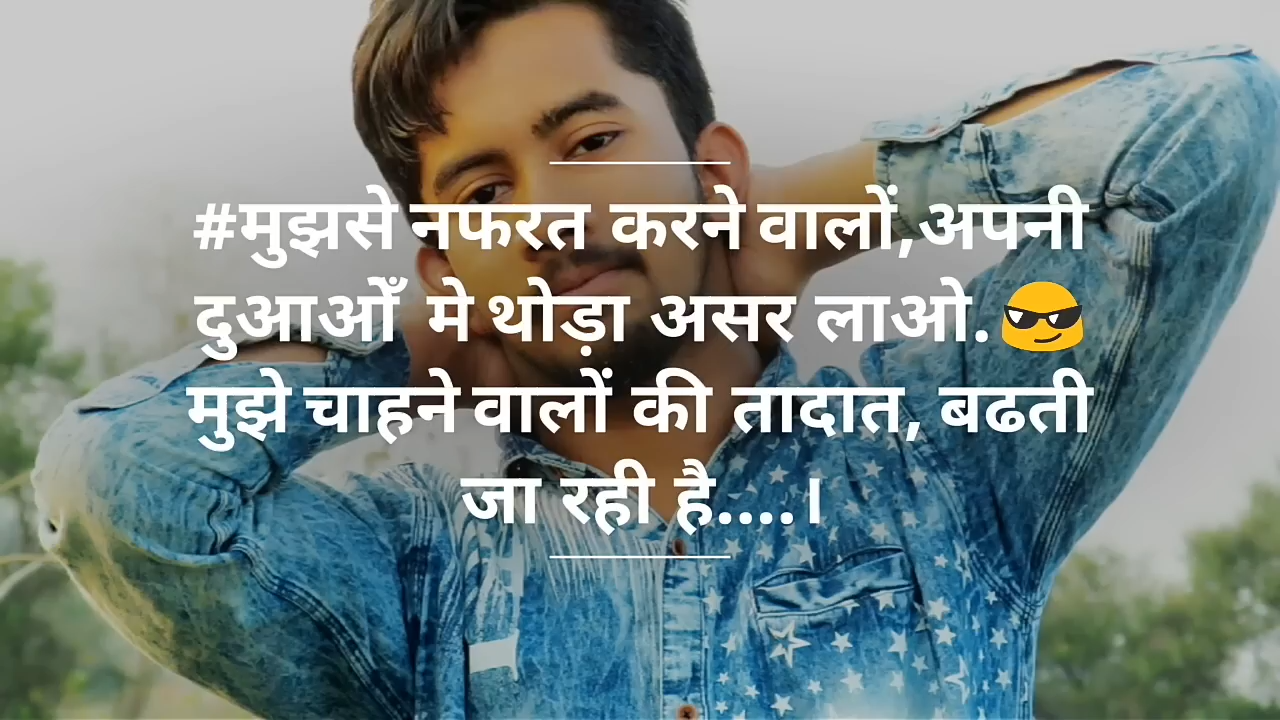 #मुझसे नफरत करने वालों,अपनी
दुआओँ मे थोड़ा असर लाओ.😎
मुझे चाहने वालों की तादात, बढती
जा रही है....।